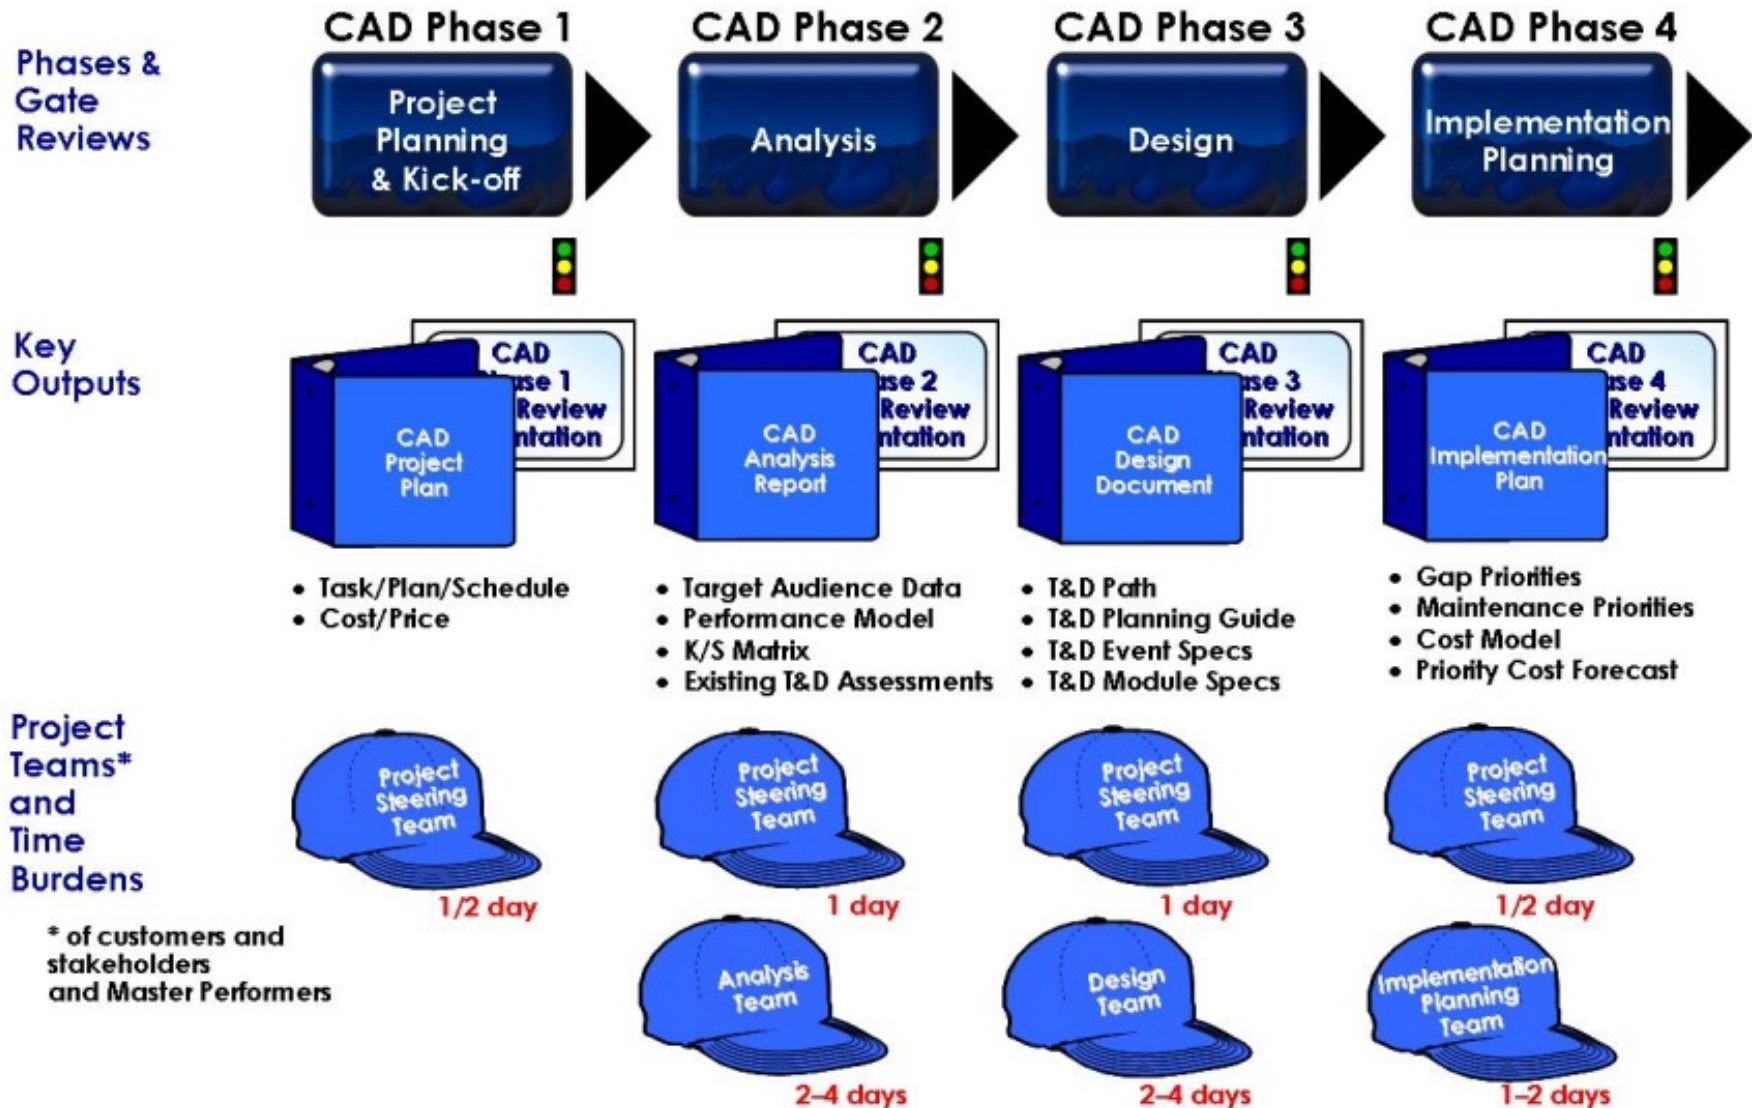 CAD Phase 1
CAD Phase 2
CAD Phase 3
CAD Phase 4
Phases &
Gate
Reviews
Project
Planning
& Kick-off
Analysis
Design
Implementation
Planning
Key
Outputs
CAD
1
Review
CAD
Project
Plan
CAD
2
Review
CAD
Analysis
Report
CAD
3
Review
CAD
Design
Document
CAD
4
Review
CAD
Implementation
Plan
• Task/Plan/Schedule
• Cost/Price
• Target Audience Data
• Performance Model
• K/S Matrix
• Existing T&D Assessments
• T&D Path
• T&D Planning Guide
• T&D Event Specs
• T&D Module Specs
• Gap Priorities
• Maintenance Priorities
• Cost Model
• Priority Cost Forecast
Project
Teams*
and
Time
Burdens
* of customers and
stakeholders
and Master Performers
Project
Steering
Team
1/2 day
Project
Steering
Team
1 day
Project
Steering
Team
1 day
Project
Steering
Team
1/2 day
Analysis
Team
2–4 days
Design
Team
2–4 days
Implementation
Planning
Team
1–2 days